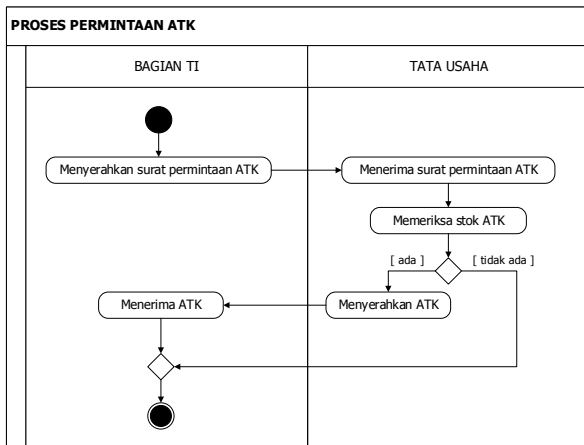 PROSES PERMINTAAN ATK
BAGIAN TI
TATA USAHA
Menyerahkan surat permintaan ATK
Menerima surat permintaan ATK
Memeriksa stok ATK
[ ada ]
[ tidak ada ]
Menerima ATK
Menyerahkan ATK